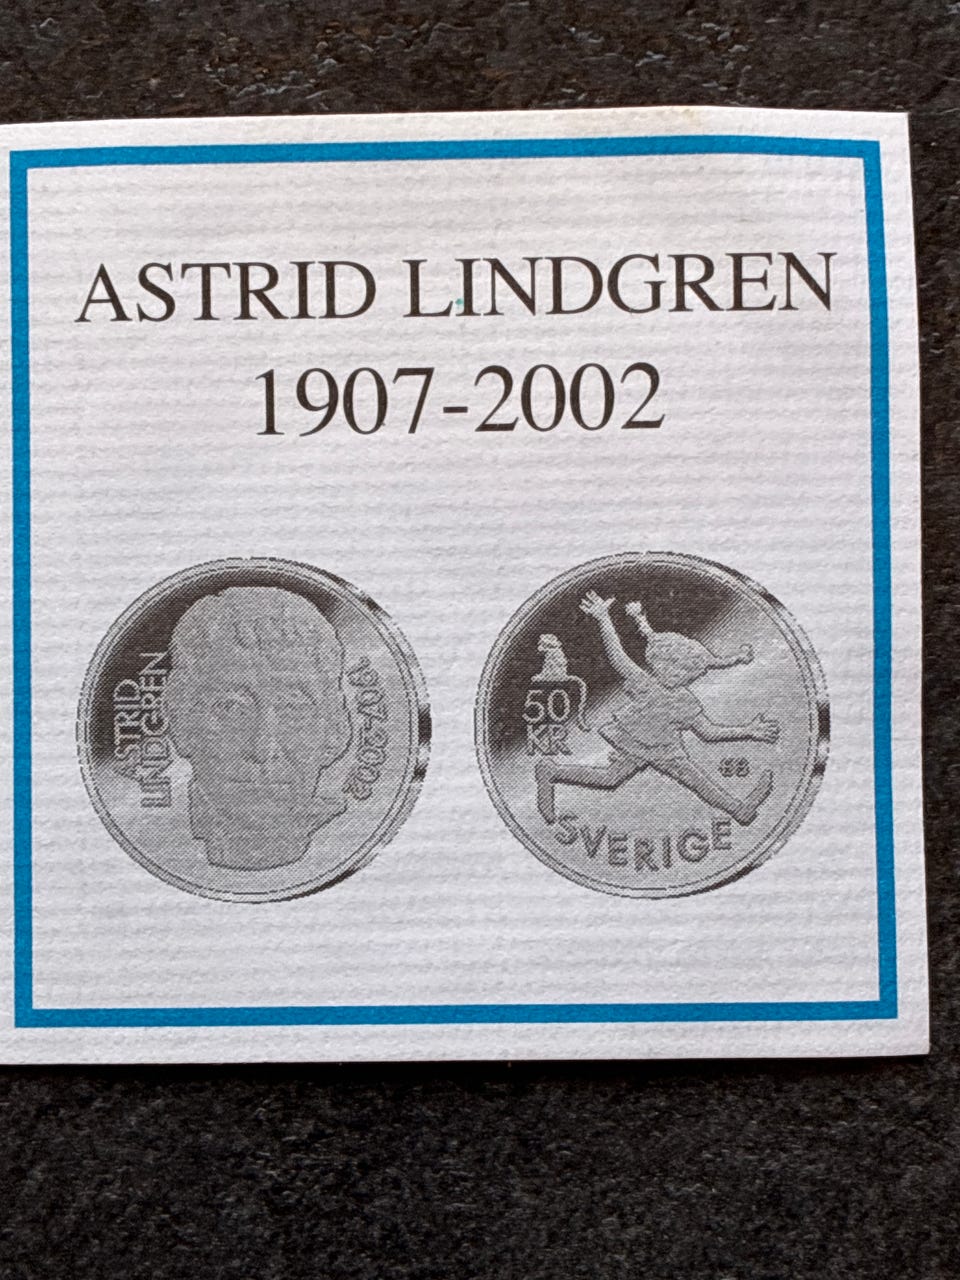 ASTRID LINDGREN
1907-2002
ASTRID
LINDGREN
1907-2002
50
KR
SVERIGE